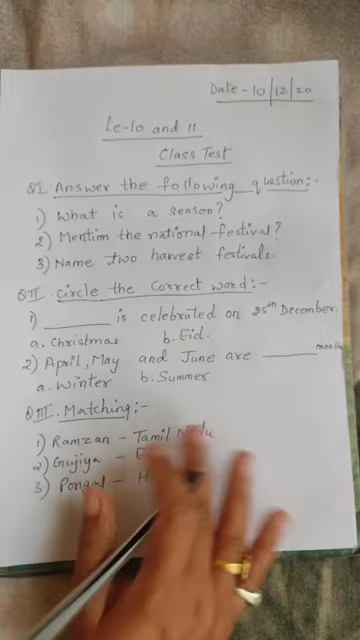 Date - 10/12/20
Le-10 and 11
Class Test
QI Answer the following question:-
1) What is a season?
2) Mention the national festival?
3) Name two harvest festivals.
QII. Circle the Correct word:-
1) ________ is celebrated on 25th December.
a. Christmas b. Eid.
2) April, May and June are ______ months
a. Winter b. Summer
QIII. Matching:-
1) Ramzan - Tamil Nadu
2) Gujiya -
3) Pongal -